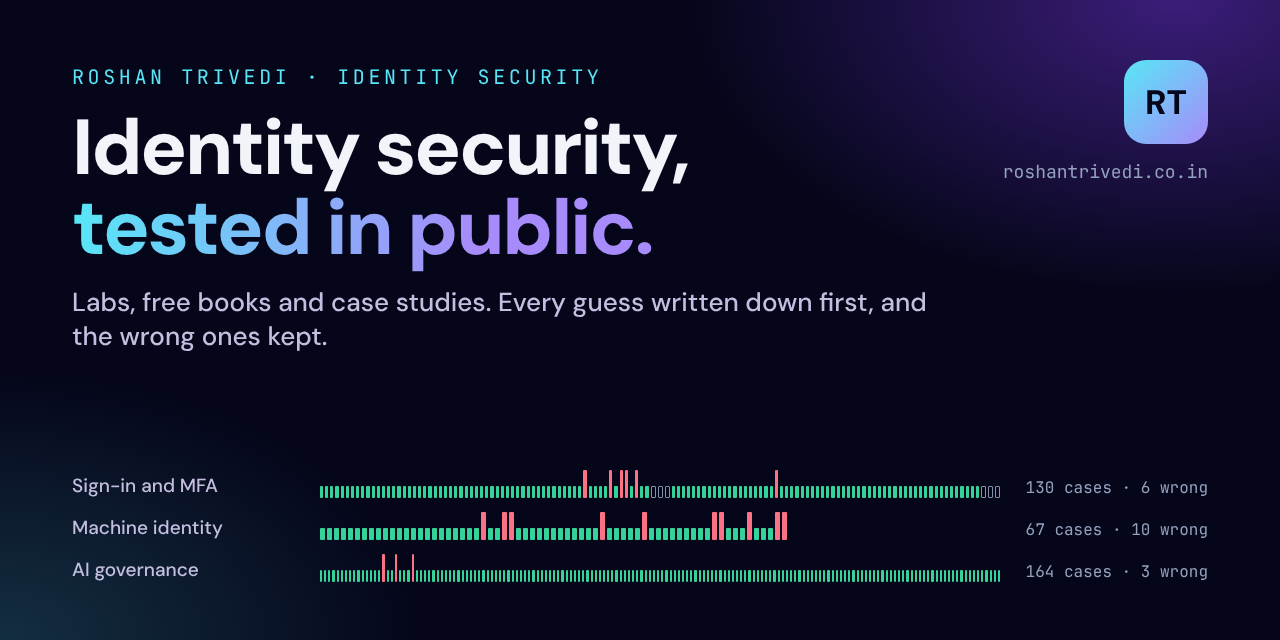 ROSHAN TRIVEDI · IDENTITY SECURITY
RT
roshantrivedi.co.in
Identity security,
tested in public.
Labs, free books and case studies. Every guess written down first, and
the wrong ones kept.
Sign-in and MFA
130 cases · 6 wrong
Machine identity
67 cases · 10 wrong
AI governance
164 cases · 3 wrong